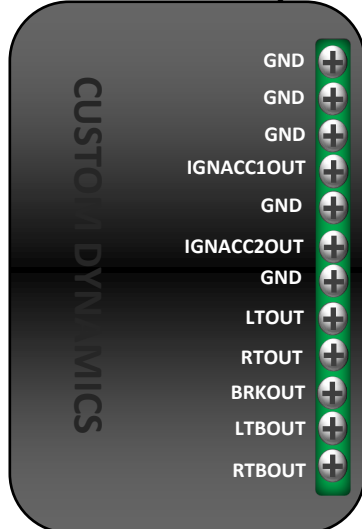 CUSTOM DYNAMICS
GND
GND
GND
IGNACC1OUT
GND
IGNACC2OUT
GND
LTOUT
RTOUT
BRKOUT
LTBOUT
RTBOUT